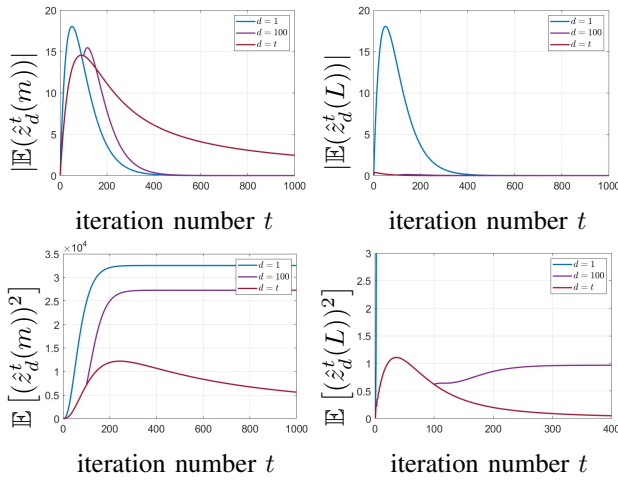 20
15
10
5
0
0 200 400 600 800 1000
d = 1
d = 100
d = t
|𝔼(ẑ_d^t(m))|
iteration number t
20
15
10
5
0
0 200 400 600 800 1000
d = 1
d = 100
d = t
|𝔼(ẑ_d^t(L))|
iteration number t
×10^4
3.5
3
2.5
2
1.5
1
0.5
0
0 200 400 600 800 1000
d = 1
d = 100
d = t
𝔼[(ẑ_d^t(m))^2]
iteration number t
3
2.5
2
1.5
1
0.5
0
0 100 200 300 400
d = 1
d = 100
d = t
𝔼[(ẑ_d^t(L))^2]
iteration number t